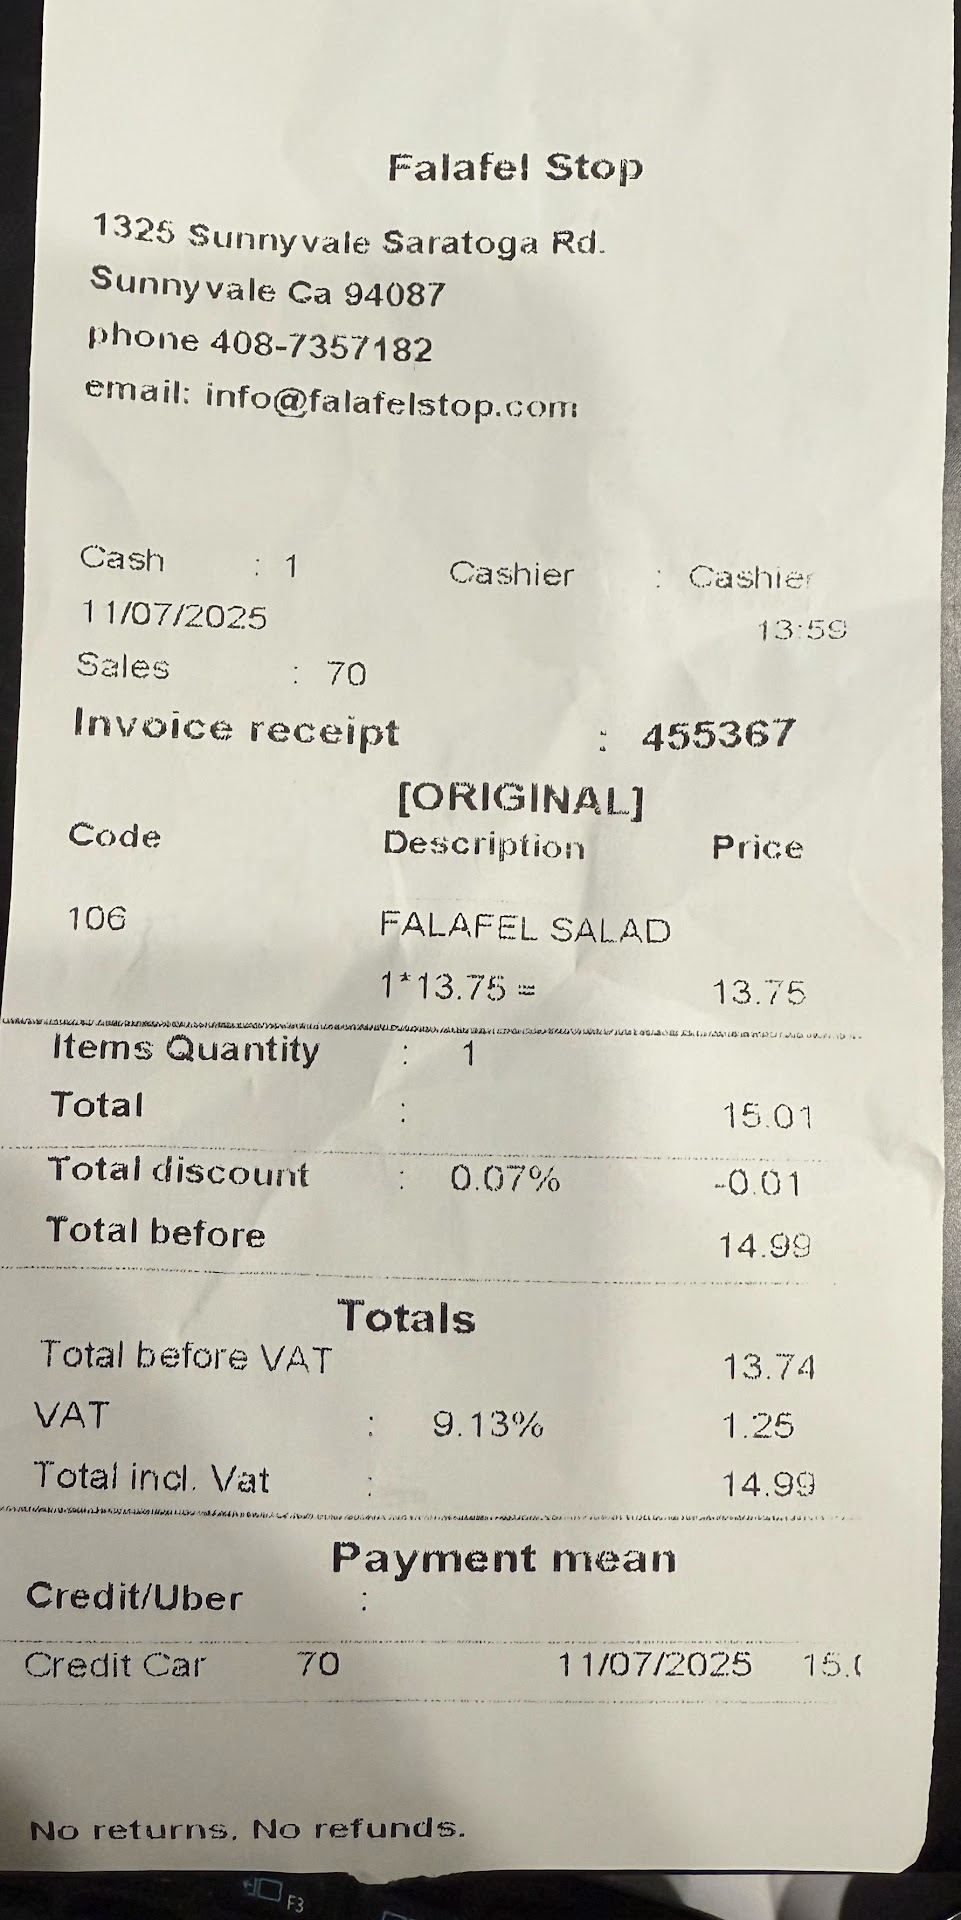 Falafel Stop
1325 Sunnyvale Saratoga Rd.
Sunnyvale Ca 94087
phone 408-7357182
email: info@falafelstop.com
Cash : 1 Cashier : Cashier
11/07/2025 13:59
Sales : 70
Invoice receipt : 455367
[ORIGINAL]
Code Description Price
106 FALAFEL SALAD
1*13.75 = 13.75
Items Quantity : 1
Total : 15.01
Total discount : 0.07% -0.01
Total before 14.99
Totals
Total before VAT 13.74
VAT : 9.13% 1.25
Total incl. Vat : 14.99
Payment mean
Credit/Uber :
Credit Car 70 11/07/2025
No returns, No refunds.
F3